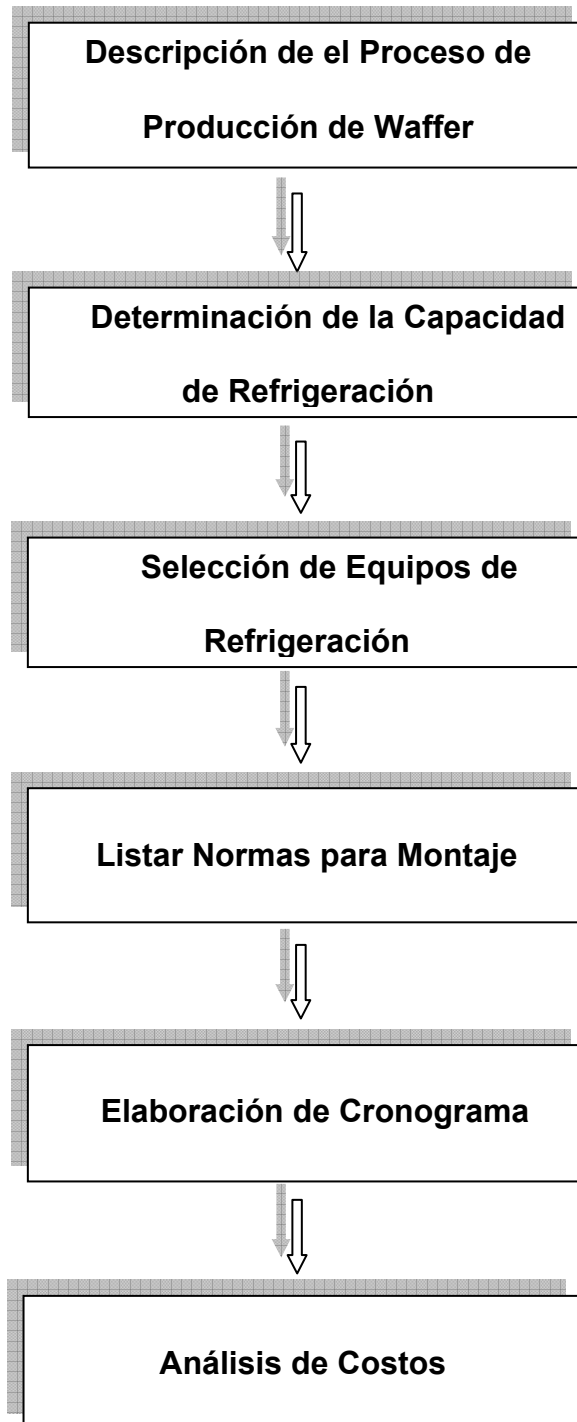 Descripción de el Proceso de
Producción de Waffer
Determinación de la Capacidad
de Refrigeración
Selección de Equipos de
Refrigeración
Listar Normas para Montaje
Elaboración de Cronograma
Análisis de Costos